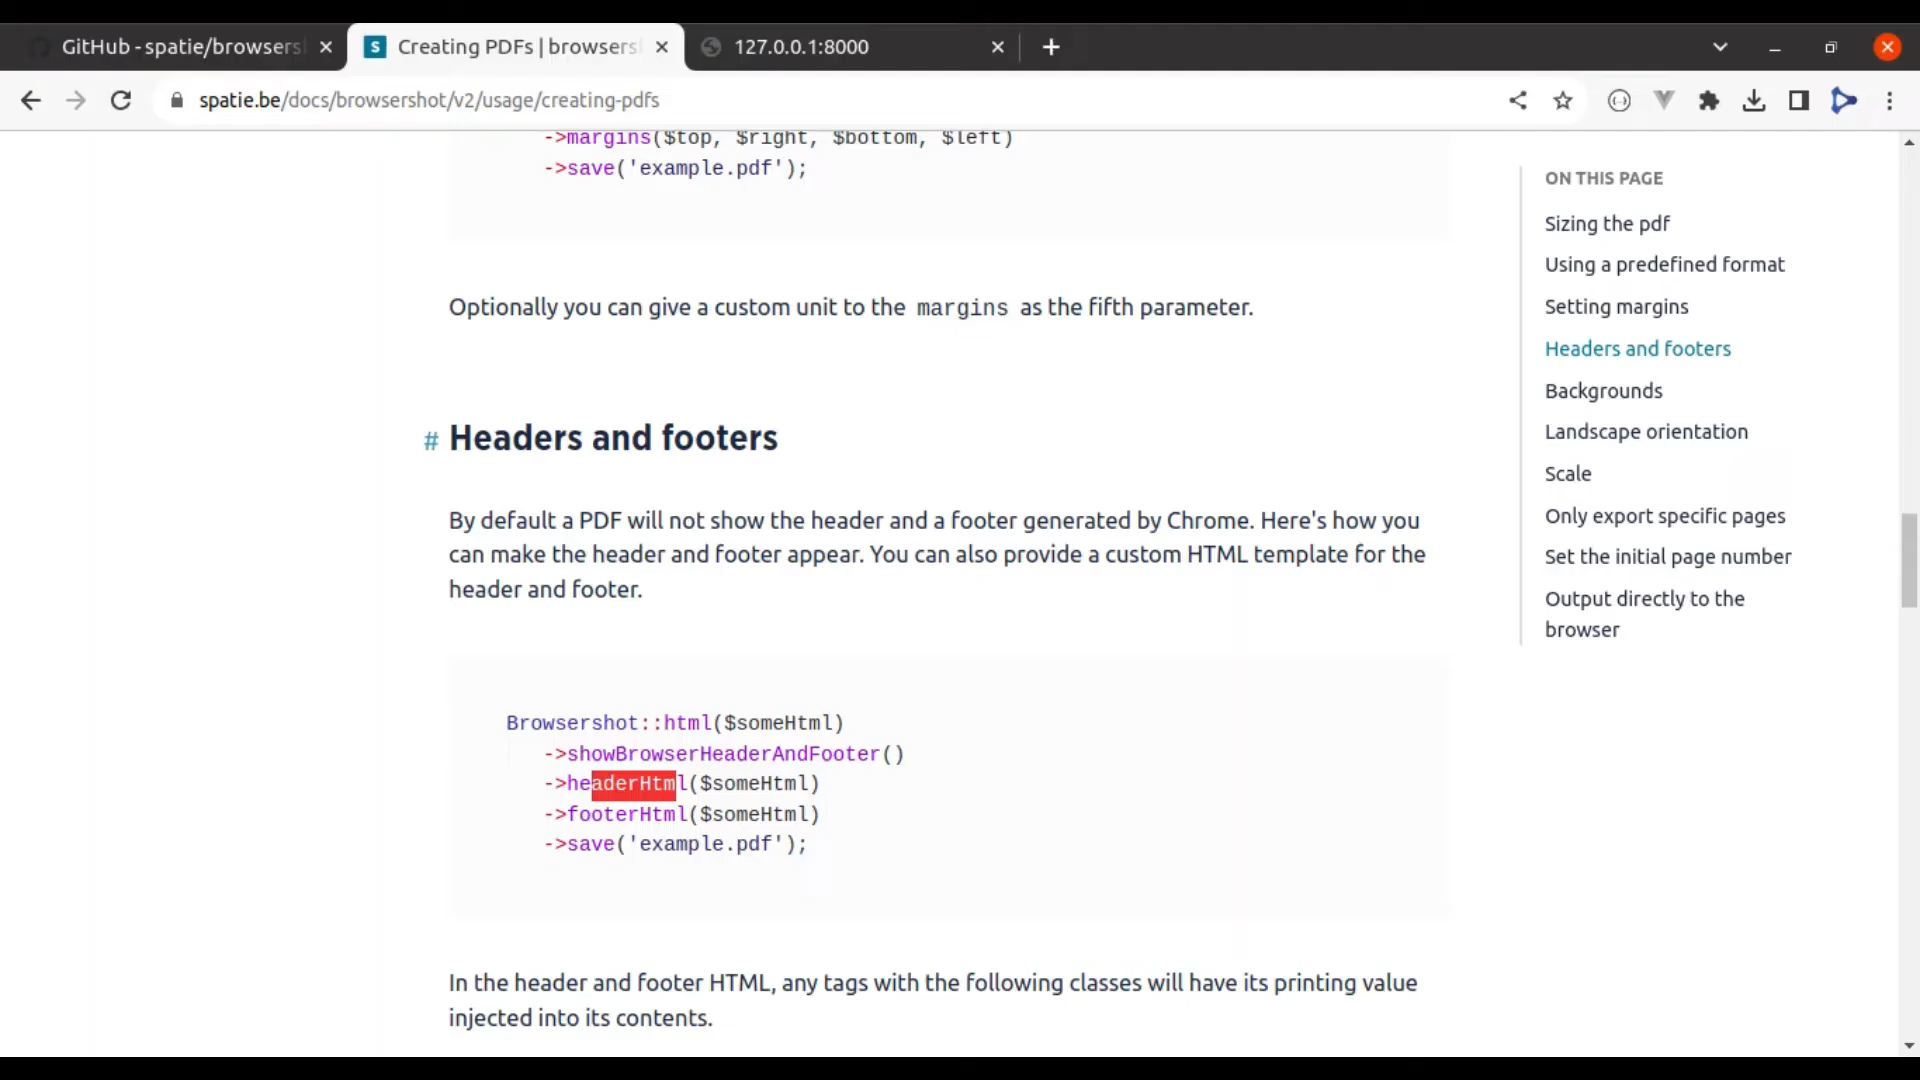 GitHub - spatie/browsers
Creating PDFs | browsers
127.0.0.1:8000
spatie.be/docs/browsershot/v2/usage/creating-pdfs
->margins($top, $right, $bottom, $left)
->save('example.pdf');
Optionally you can give a custom unit to the margins as the fifth parameter.
# Headers and footers
By default a PDF will not show the header and a footer generated by Chrome. Here's how you
can make the header and footer appear. You can also provide a custom HTML template for the
header and footer.
Browsershot::html($someHtml)
->showBrowserHeaderAndFooter()
->headerHtml($someHtml)
->footerHtml($someHtml)
->save('example.pdf');
In the header and footer HTML, any tags with the following classes will have its printing value
injected into its contents.
ON THIS PAGE
Sizing the pdf
Using a predefined format
Setting margins
Headers and footers
Backgrounds
Landscape orientation
Scale
Only export specific pages
Set the initial page number
Output directly to the
browser